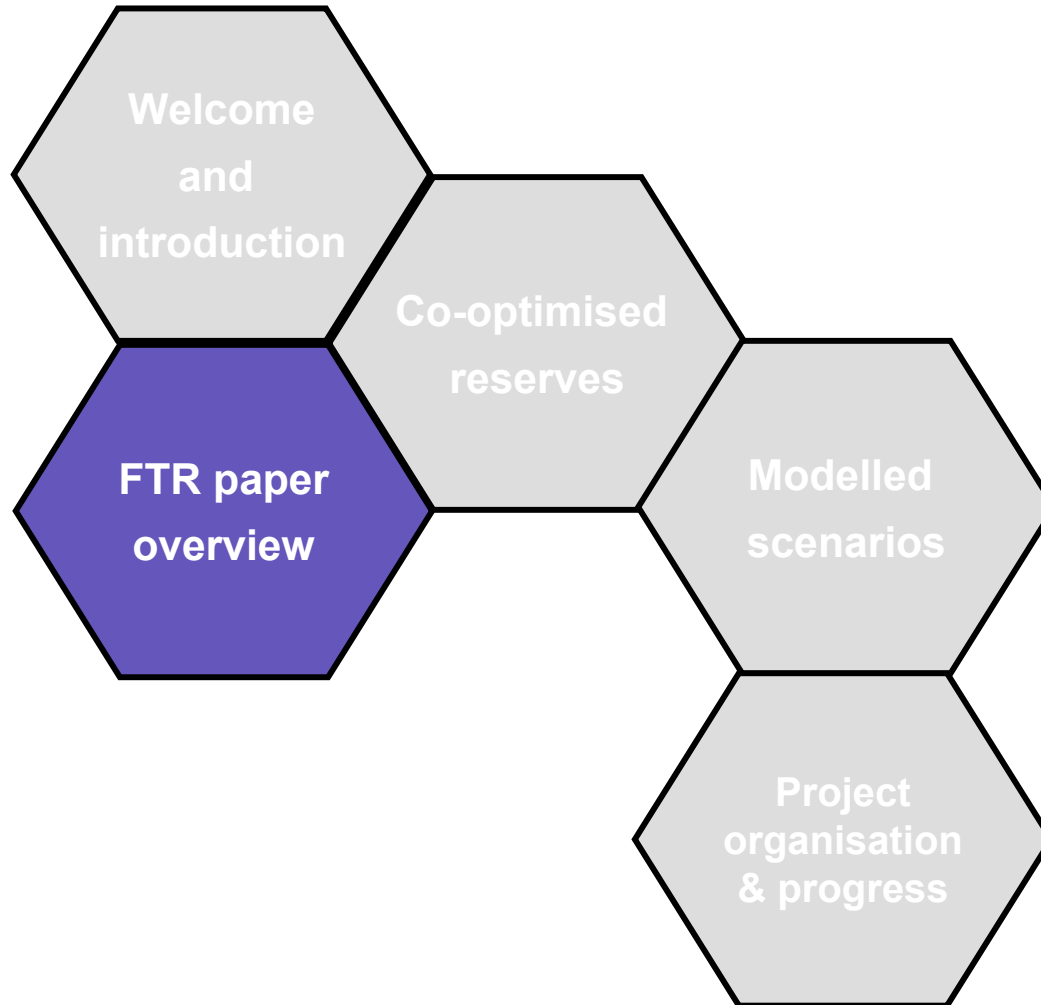 Welcome
and
introduction
Co-optimised
reserves
FTR paper
overview
Modelled
scenarios
Project
organisation
& progress